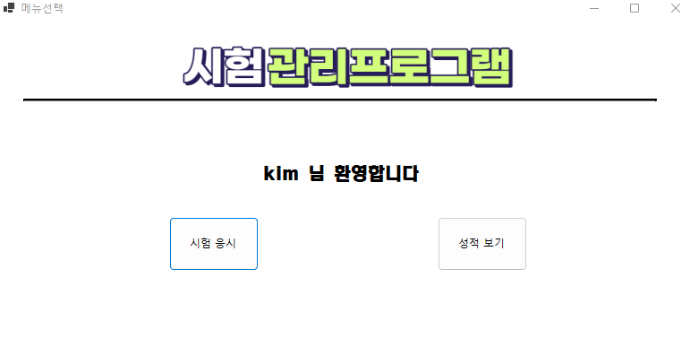 메뉴선택
시험관리프로그램
kim 님 환영합니다
시험 응시
성적 보기